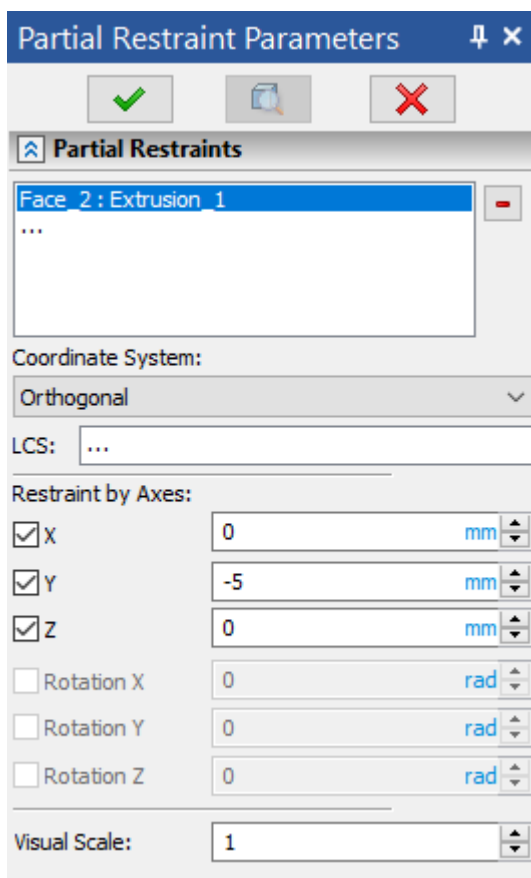 Partial Restraint Parameters
Partial Restraints
Face_2 : Extrusion_1
...
Coordinate System:
Orthogonal
LCS: ...
Restraint by Axes:
X 0 mm
Y -5 mm
Z 0 mm
Rotation X 0 rad
Rotation Y 0 rad
Rotation Z 0 rad
Visual Scale: 1